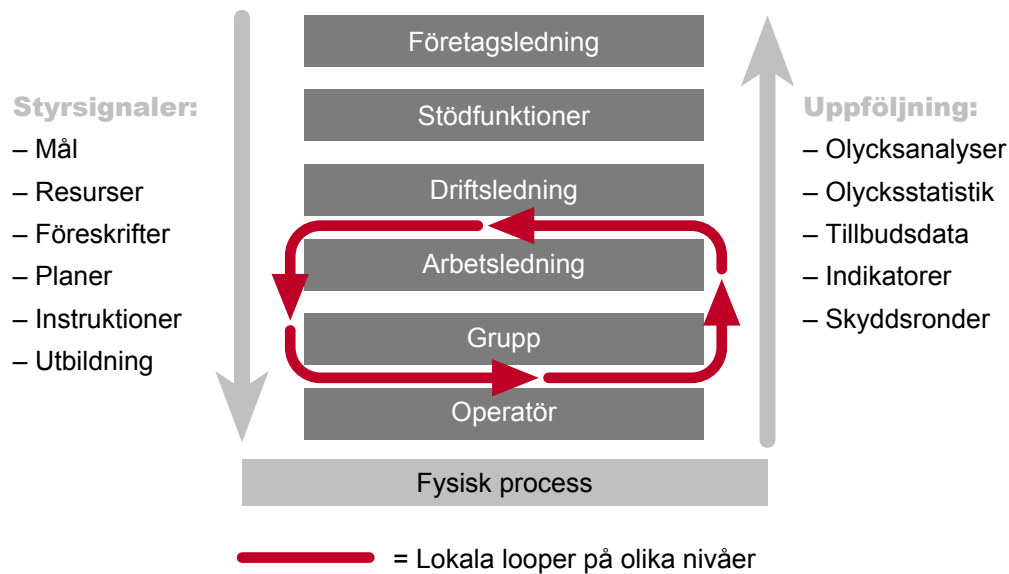 Företagsledning
Stödfunktioner
Driftsledning
Arbetsledning
Grupp
Operatör
Fysisk process
Styrsignaler:
– Mål
– Resurser
– Föreskrifter
– Planer
– Instruktioner
– Utbildning
Uppföljning:
– Olycksanalyser
– Olycksstatistik
– Tillbudsdata
– Indikatorer
– Skyddsronder
= Lokala looper på olika nivåer